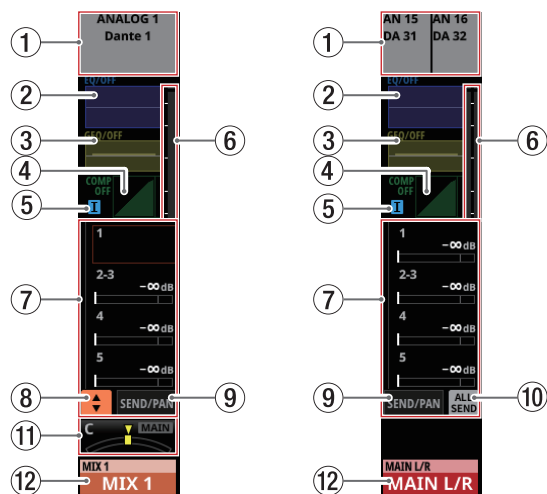 ANALOG 1
Dante 1
1
EQ/OFF
2
GEQ/OFF
3
6
4
COMP
OFF
5
I
1
2-3
-∞ dB
4
-∞ dB
5
-∞ dB
7
8
SEND/PAN
9
C
MAIN
11
MIX 1
MIX 1
12
AN 15
AN 16
DA 31
DA 32
1
EQ/OFF
2
GEQ/OFF
3
6
4
COMP
OFF
5
I
1
-∞ dB
2-3
-∞ dB
4
-∞ dB
5
-∞ dB
7
9
SEND/PAN
ALL
SEND
10
MAIN L/R
MAIN L/R
12